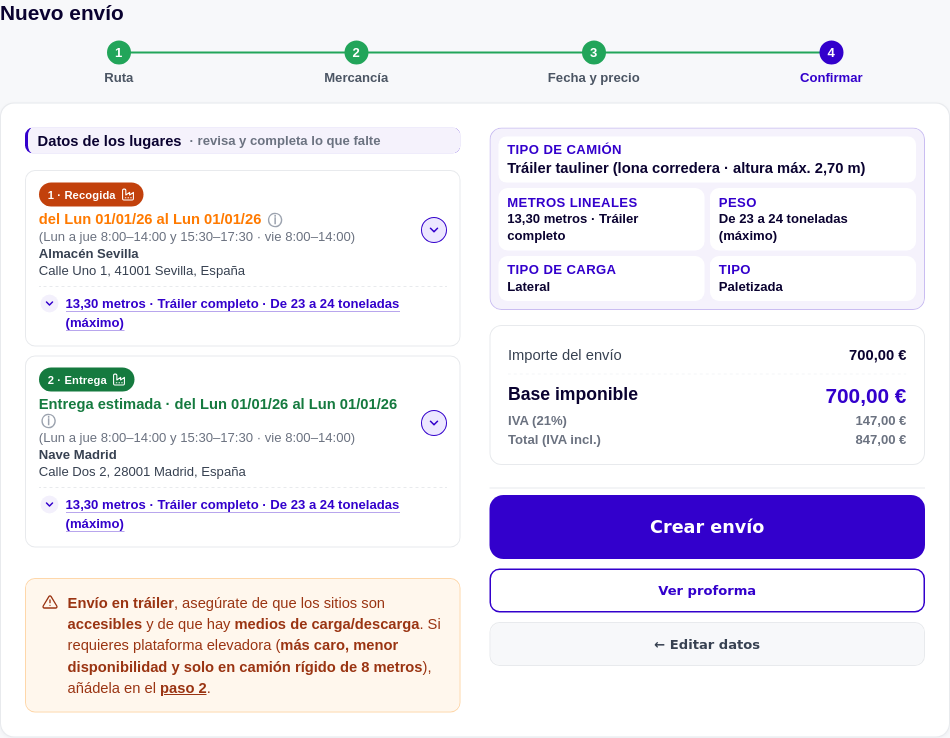 Nuevo envío
1
2
3
4
Ruta
Mercancía
Fecha y precio
Confirmar
Datos de los lugares · revisa y completa lo que falte
1 · Recogida
del Lun 01/01/26 al Lun 01/01/26 ⓘ
(Lun a jue 8:00–14:00 y 15:30–17:30 · vie 8:00–14:00)
Almacén Sevilla
Calle Uno 1, 41001 Sevilla, España
13,30 metros · Tráiler completo · De 23 a 24 toneladas
(máximo)
2 · Entrega
Entrega estimada · del Lun 01/01/26 al Lun 01/01/26
ⓘ
(Lun a jue 8:00–14:00 y 15:30–17:30 · vie 8:00–14:00)
Nave Madrid
Calle Dos 2, 28001 Madrid, España
13,30 metros · Tráiler completo · De 23 a 24 toneladas
(máximo)
Envío en tráiler, asegúrate de que los sitios son
accesibles y de que hay medios de carga/descarga. Si
requieres plataforma elevadora (más caro, menor
disponibilidad y solo en camión rígido de 8 metros),
añádela en el paso 2.
TIPO DE CAMIÓN
Tráiler tauliner (lona corredera · altura máx. 2,70 m)
METROS LINEALES
13,30 metros · Tráiler
completo
PESO
De 23 a 24 toneladas
(máximo)
TIPO DE CARGA
Lateral
TIPO
Paletizada
Importe del envío 700,00 €
Base imponible 700,00 €
IVA (21%) 147,00 €
Total (IVA incl.) 847,00 €
Crear envío
Ver proforma
← Editar datos